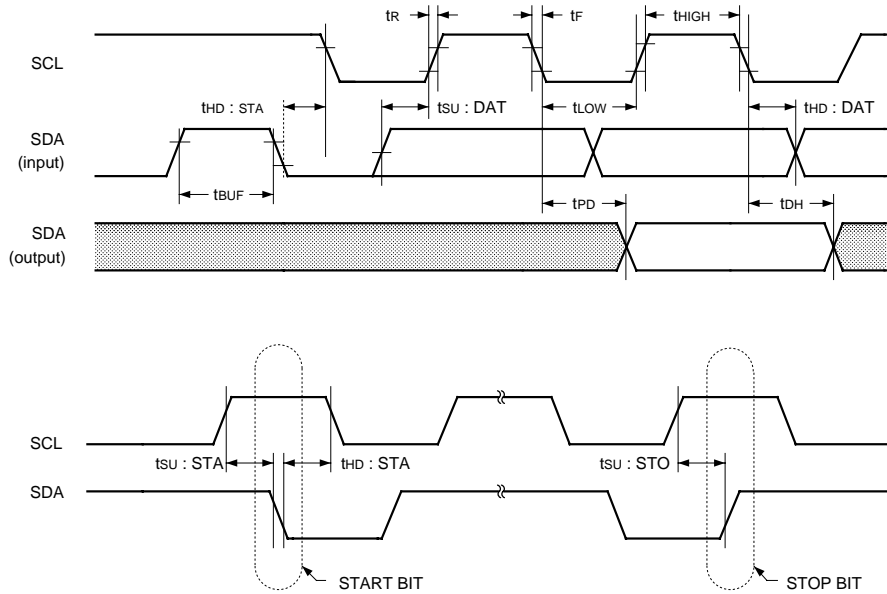 tR
tF
tHIGH
SCL
tHD : STA
tSU : DAT
tLOW
tHD : DAT
SDA
(input)
tBUF
tPD
tDH
SDA
(output)
SCL
tSU : STA
tHD : STA
tSU : STO
SDA
START BIT
STOP BIT